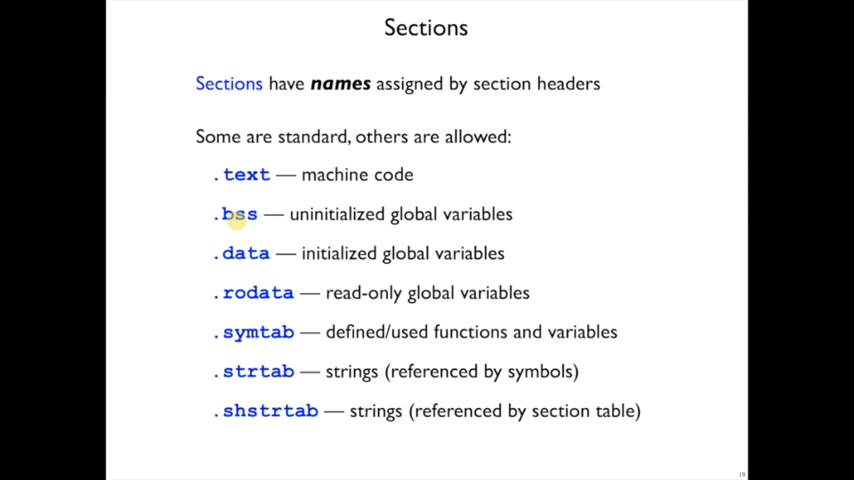 Sections
Sections have names assigned by section headers
Some are standard, others are allowed:
.text — machine code
.bss — uninitialized global variables
.data — initialized global variables
.rodata — read-only global variables
.symtab — defined/used functions and variables
.strtab — strings (referenced by symbols)
.shstrtab — strings (referenced by section table)
19